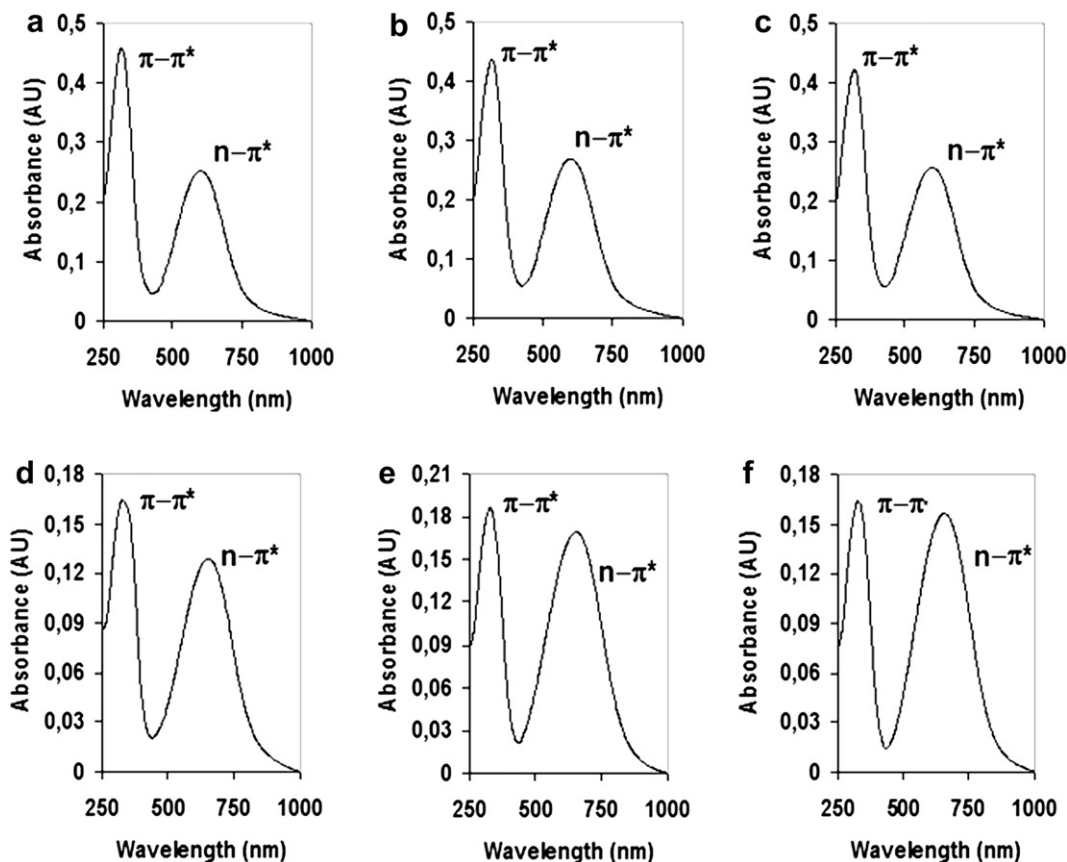 a
0,5
0,4
0,3
0,2
0,1
0
250 500 750 1000
Absorbance (AU)
Wavelength (nm)
π–π*
n–π*
b
0,5
0,4
0,3
0,2
0,1
0
250 500 750 1000
Absorbance (AU)
Wavelength (nm)
π–π*
n–π*
c
0,5
0,4
0,3
0,2
0,1
0
250 500 750 1000
Absorbance (AU)
Wavelength (nm)
π–π*
n–π*
d
0,18
0,15
0,12
0,09
0,06
0,03
0
250 500 750 1000
Absorbance (AU)
Wavelength (nm)
π–π*
n–π*
e
0,21
0,18
0,15
0,12
0,09
0,06
0,03
0
250 500 750 1000
Absorbance (AU)
Wavelength (nm)
π–π*
n–π*
f
0,18
0,15
0,12
0,09
0,06
0,03
0
250 500 750 1000
Absorbance (AU)
Wavelength (nm)
π–π*
n–π*